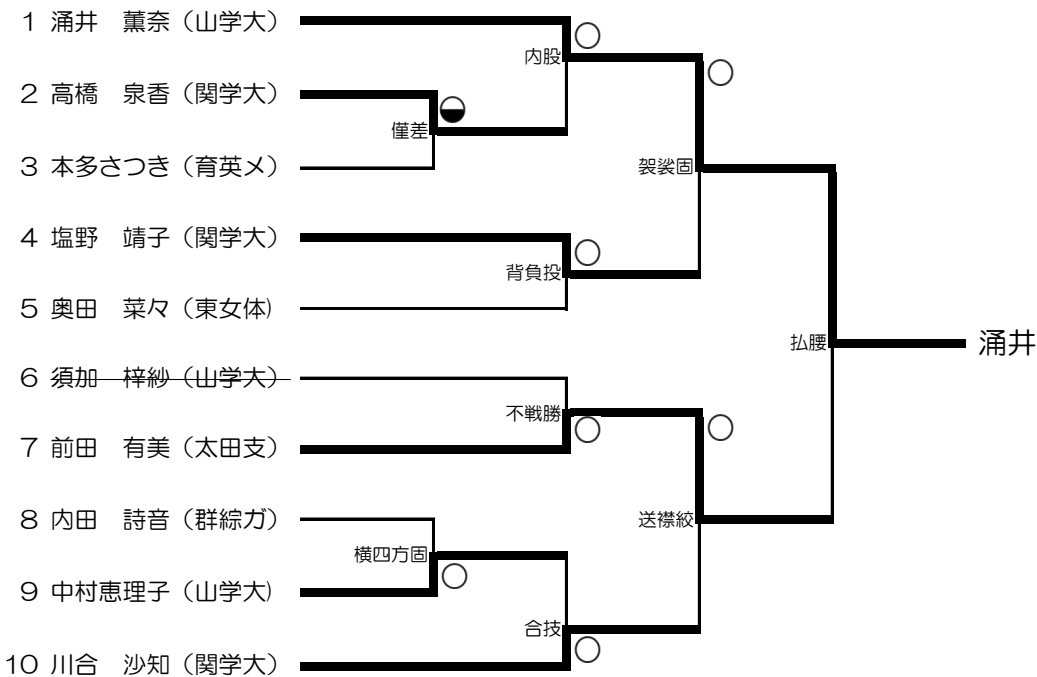 1 涌井　薫奈（山学大）
内股
2 高橋　泉香（関学大）
僅差
3 本多さつき（育英メ）
袈裟固
4 塩野　靖子（関学大）
背負投
5 奥田　菜々（東女体）
払腰
涌井
6 須加　梓紗（山学大）
不戦勝
7 前田　有美（太田支）
8 内田　詩音（群綜ガ）
送襟絞
横四方固
9 中村恵理子（山学大）
合技
10 川合　沙知（関学大）